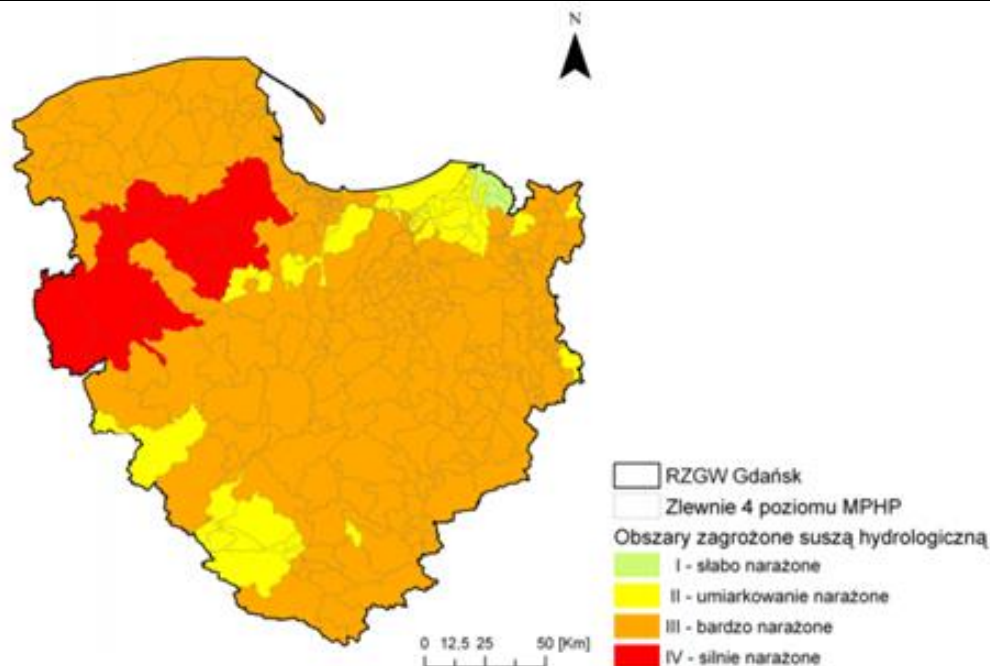 N
RZGW Gdańsk
Zlewnie 4 poziomu MPHP
Obszary zagrożone suszą hydrologiczną
I - słabo narażone
II - umiarkowanie narażone
III - bardzo narażone
IV - silnie narażone
0 12,5 25 50 [Km]